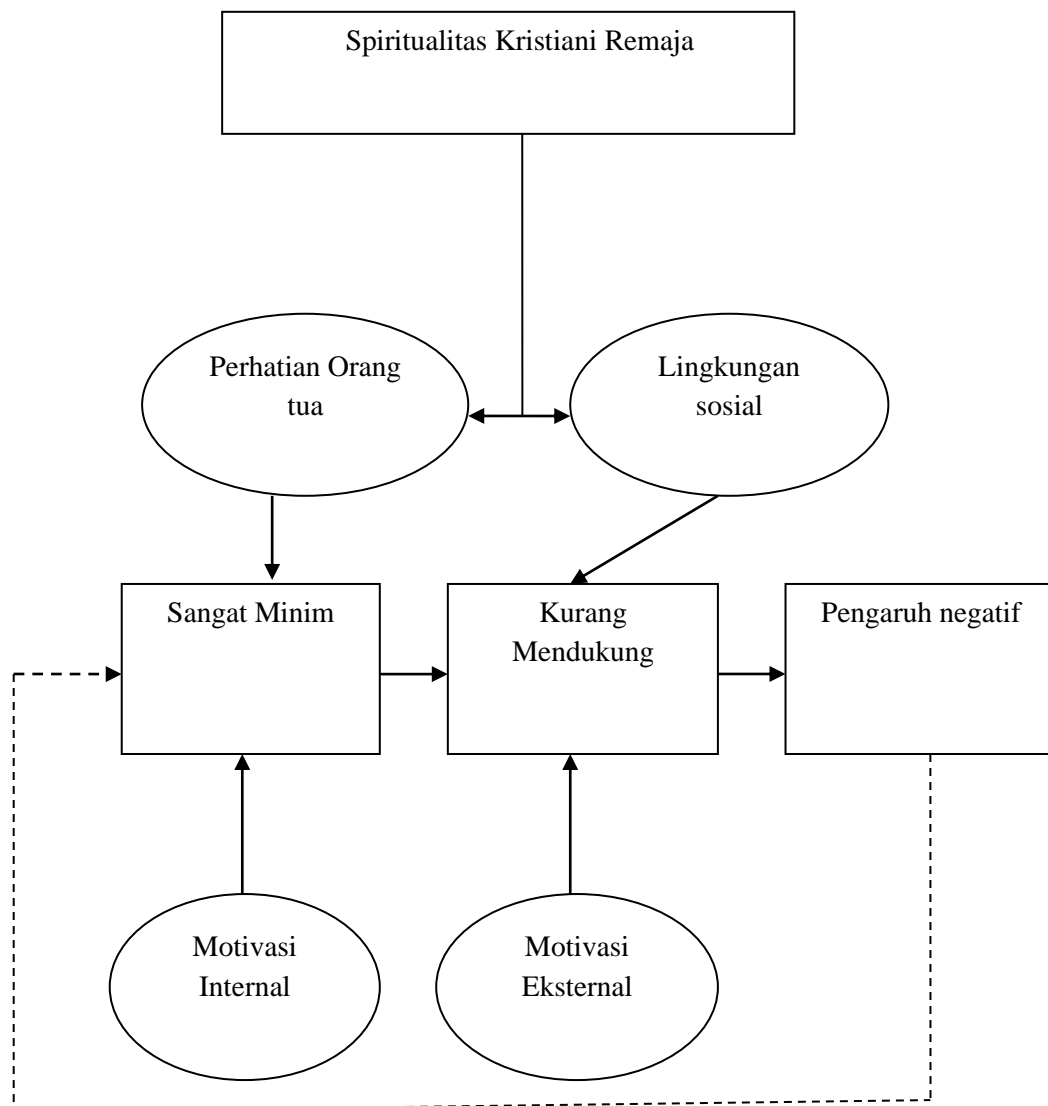 Spiritualitas Kristiani Remaja
Perhatian Orang
tua
Lingkungan
sosial
Sangat Minim
Kurang
Mendukung
Pengaruh negatif
Motivasi
Internal
Motivasi
Eksternal